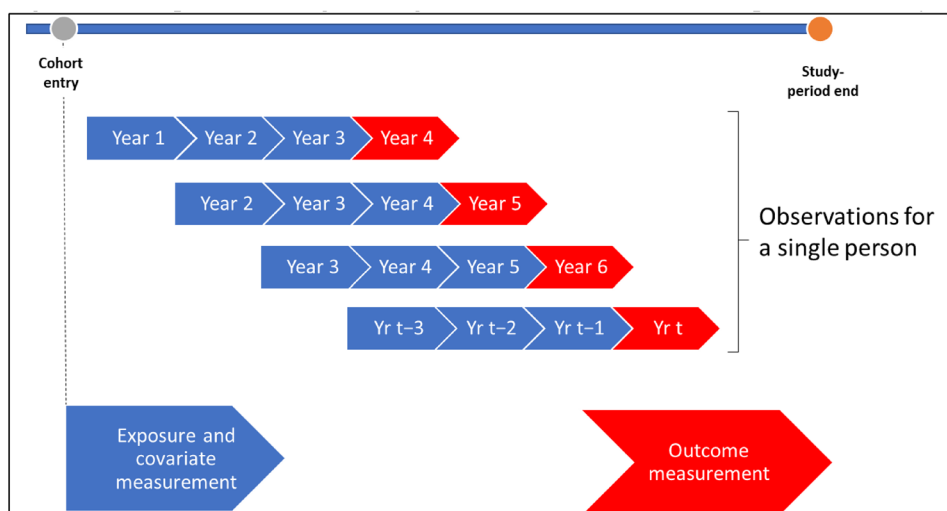 Cohort
entry
Study-
period end
Year 1 Year 2 Year 3 Year 4
Year 2 Year 3 Year 4 Year 5
Year 3 Year 4 Year 5 Year 6
Yr t–3 Yr t–2 Yr t–1 Yr t
Observations for
a single person
Exposure and
covariate
measurement
Outcome
measurement